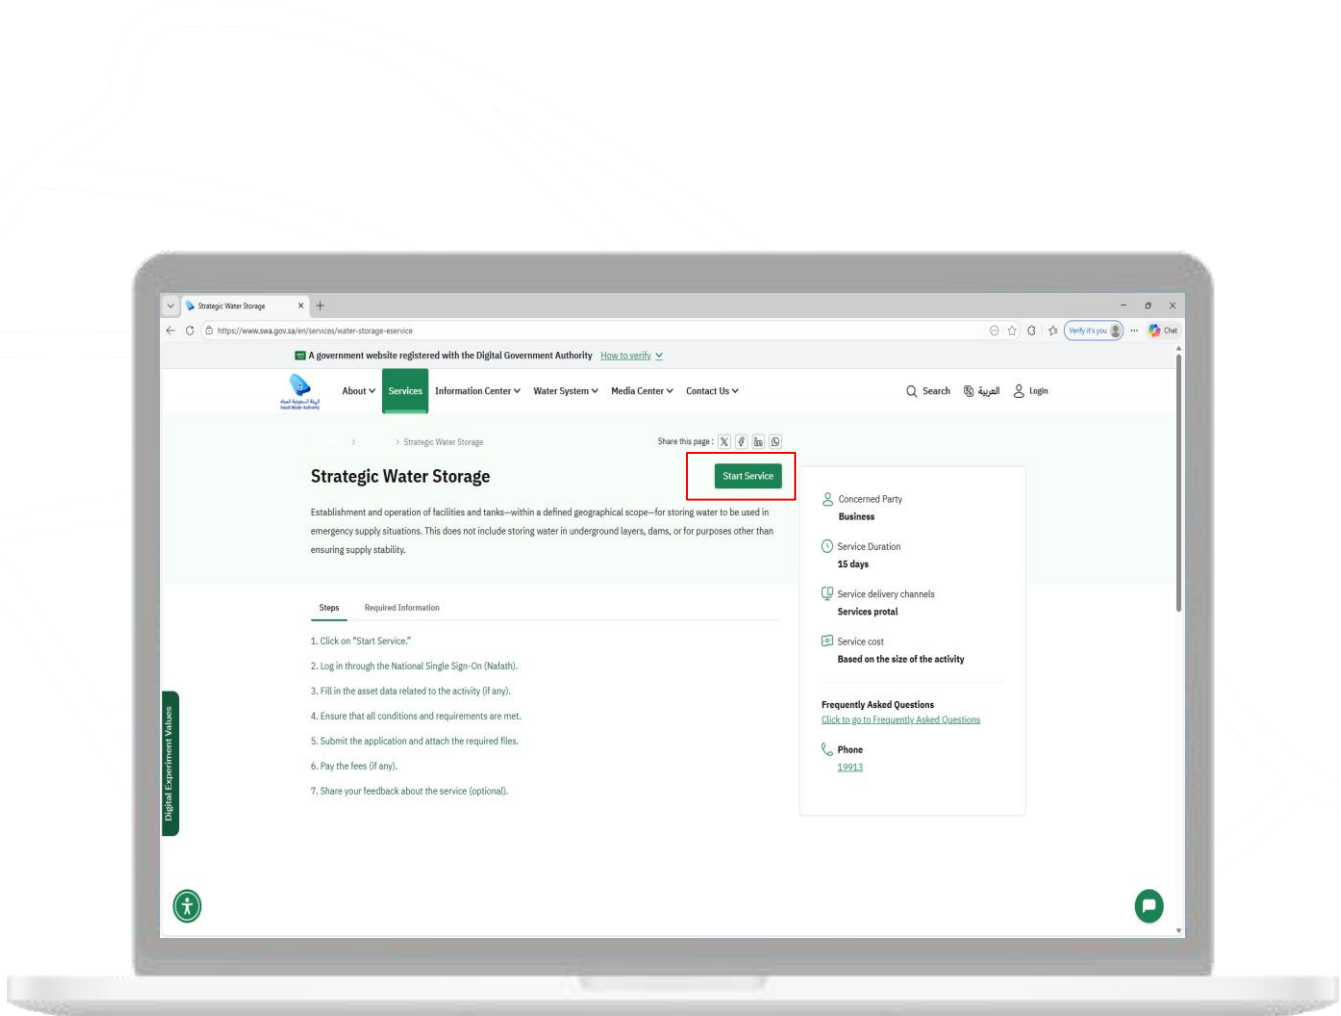 Strategic Water Storage
https://www.swa.gov.sa/en/services/water-storage-eservice
Verify it's you
Chat
A government website registered with the Digital Government Authority How to verify
الهيئة السعودية للمياه
Saudi Water Authority
About
Services
Information Center
Water System
Media Center
Contact Us
Search
العربية
Login
Strategic Water Storage
Share this page :
Strategic Water Storage
Start Service
Establishment and operation of facilities and tanks—within a defined geographical scope—for storing water to be used in
emergency supply situations. This does not include storing water in underground layers, dams, or for purposes other than
ensuring supply stability.
Steps
Required Information
1. Click on "Start Service."
2. Log in through the National Single Sign-On (Nafath).
3. Fill in the asset data related to the activity (if any).
4. Ensure that all conditions and requirements are met.
5. Submit the application and attach the required files.
6. Pay the fees (if any).
7. Share your feedback about the service (optional).
Concerned Party
Business
Service Duration
15 days
Service delivery channels
Services protal
Service cost
Based on the size of the activity
Frequently Asked Questions
Click to go to Frequently Asked Questions
Phone
19913
Digital Experiment Values